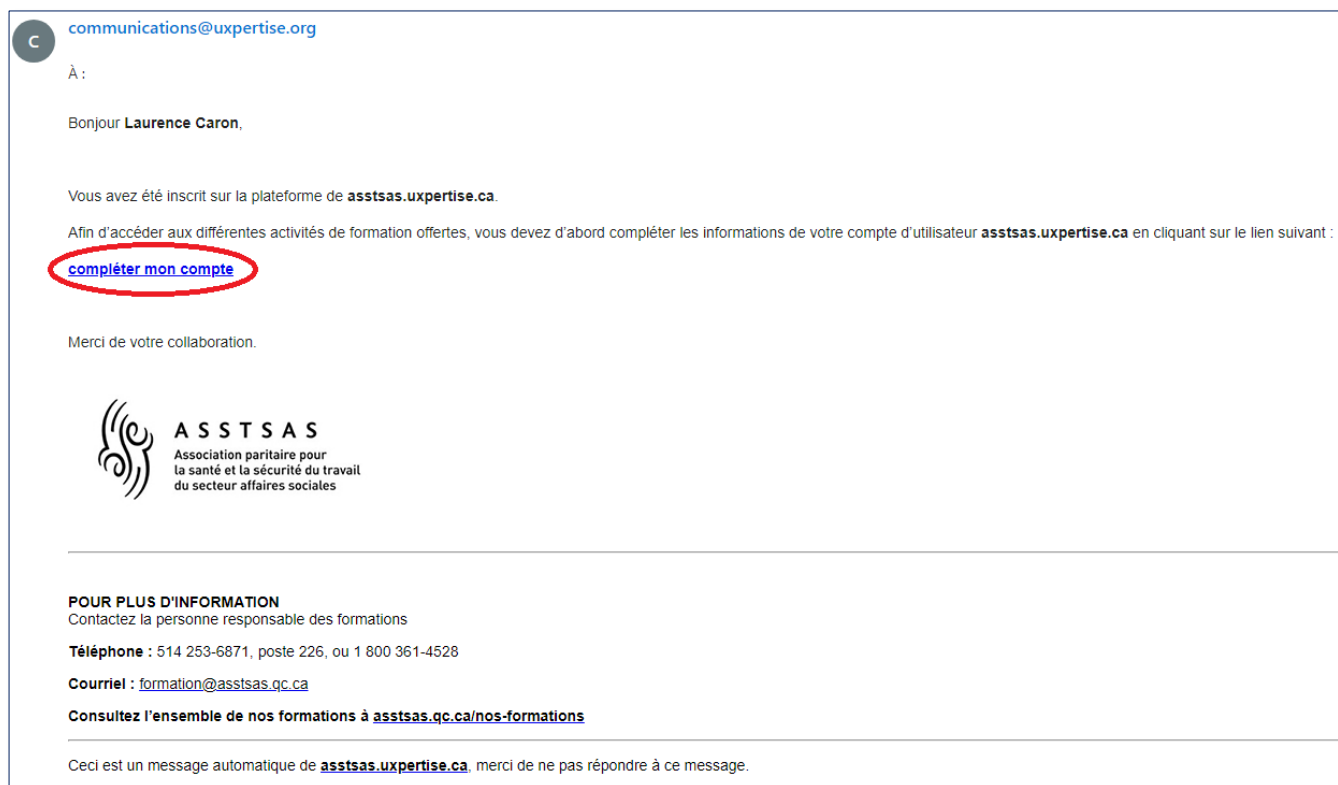 communications@uxpertise.org
C
À :
Bonjour Laurence Caron,
Vous avez été inscrit sur la plateforme de asstsas.uxpertise.ca.
Afin d'accéder aux différentes activités de formation offertes, vous devez d'abord compléter les informations de votre compte d'utilisateur asstsas.uxpertise.ca en cliquant sur le lien suivant :
compléter mon compte
Merci de votre collaboration.
ASSTSAS
Association paritaire pour
la santé et la sécurité du travail
du secteur affaires sociales
POUR PLUS D'INFORMATION
Contactez la personne responsable des formations
Téléphone : 514 253-6871, poste 226, ou 1 800 361-4528
Courriel : formation@asstsas.qc.ca
Consultez l'ensemble de nos formations à asstsas.qc.ca/nos-formations
Ceci est un message automatique de asstsas.uxpertise.ca, merci de ne pas répondre à ce message.